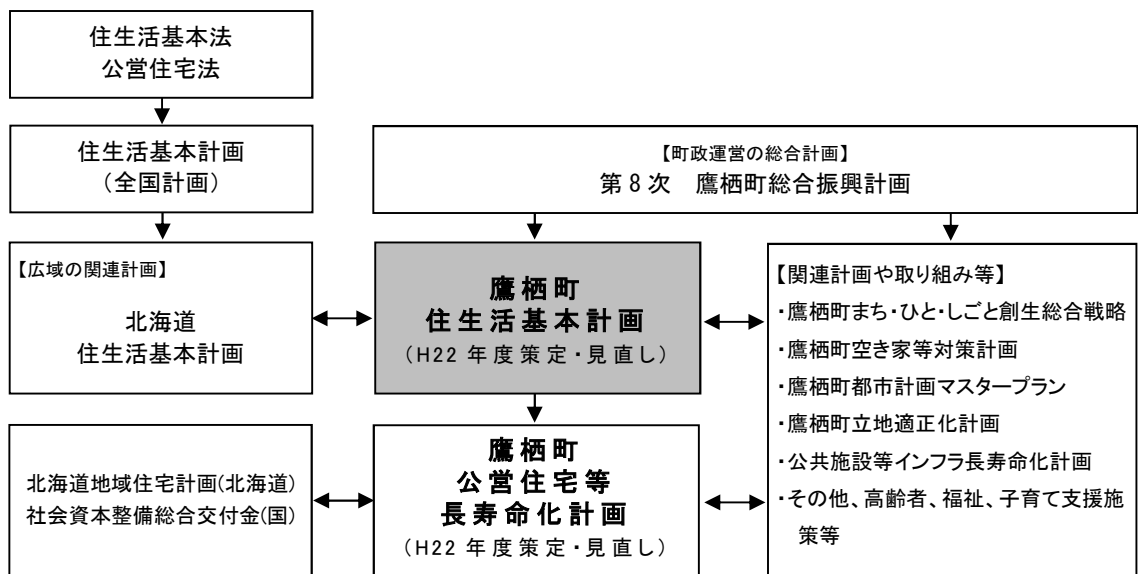 住生活基本法
公営住宅法
住生活基本計画
（全国計画）
【町政運営の総合計画】
第８次　鷹栖町総合振興計画
【広域の関連計画】
北海道
住生活基本計画
鷹栖町
住生活基本計画
（H22 年度策定・見直し）
【関連計画や取り組み等】
・鷹栖町まち・ひと・しごと創生総合戦略
・鷹栖町空き家等対策計画
・鷹栖町都市計画マスタープラン
・鷹栖町立地適正化計画
・公共施設等インフラ長寿命化計画
・その他、高齢者、福祉、子育て支援施
策等
北海道地域住宅計画(北海道)
社会資本整備総合交付金(国)
鷹栖町
公営住宅等
長寿命化計画
（H22 年度策定・見直し）